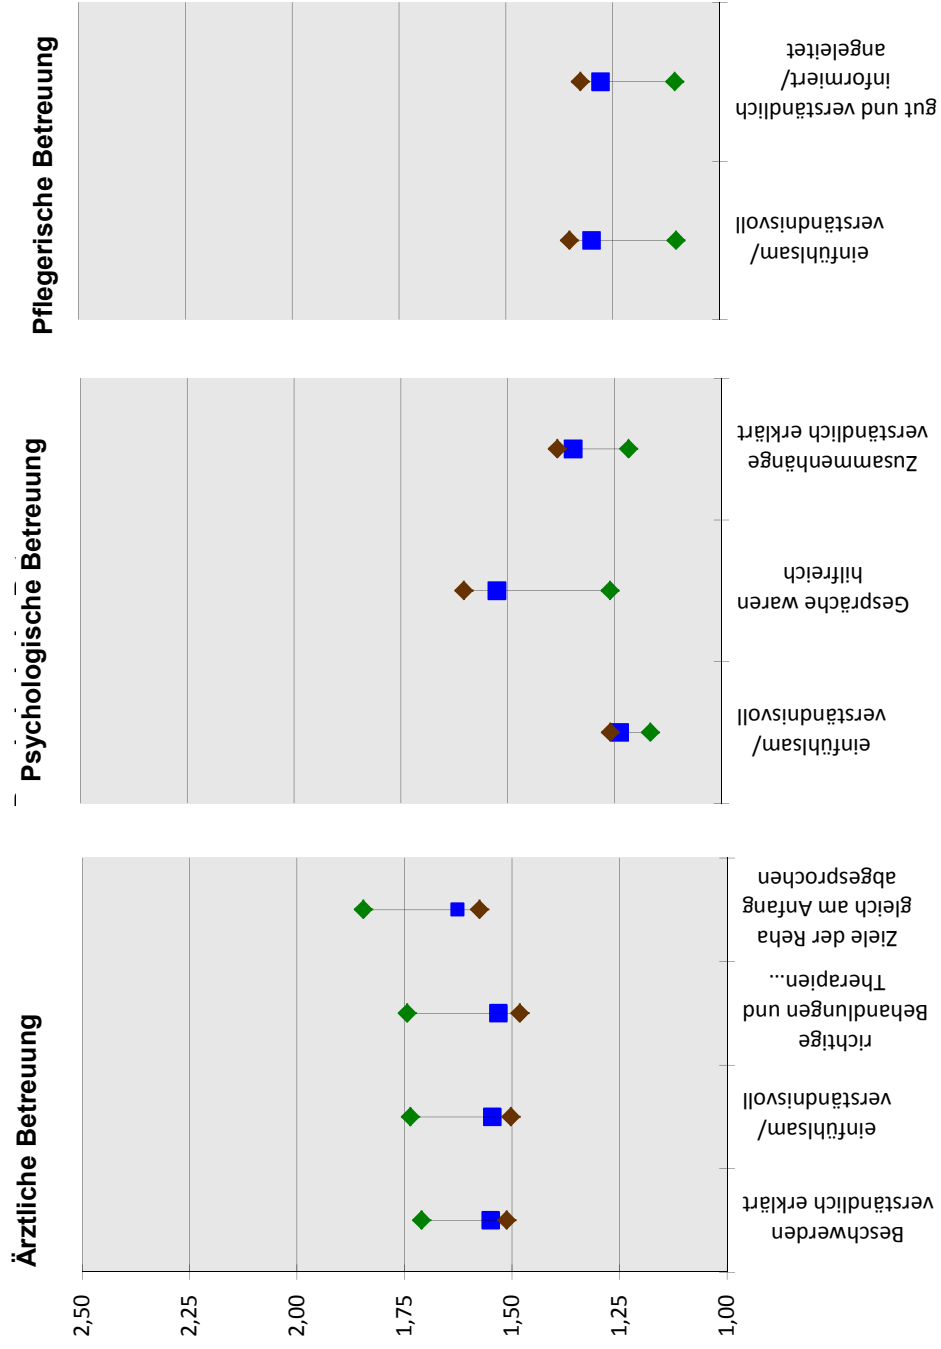 Ärztliche Betreuung
2,50
2,25
2,00
1,75
1,50
1,25
1,00
Beschwerden
verständlich erklärt
einfühlsam/
verständnisvoll
richtige
Behandlungen und
Therapien...
Ziele der Reha
gleich am Anfang
abgesprochen
Psychologische Betreuung
einfühlsam/
verständnisvoll
Gespräche waren
hilfreich
Zusammenhänge
verständlich erklärt
Pflegerische Betreuung
einfühlsam/
verständnisvoll
gut und verständlich
informiert/
angeleitet